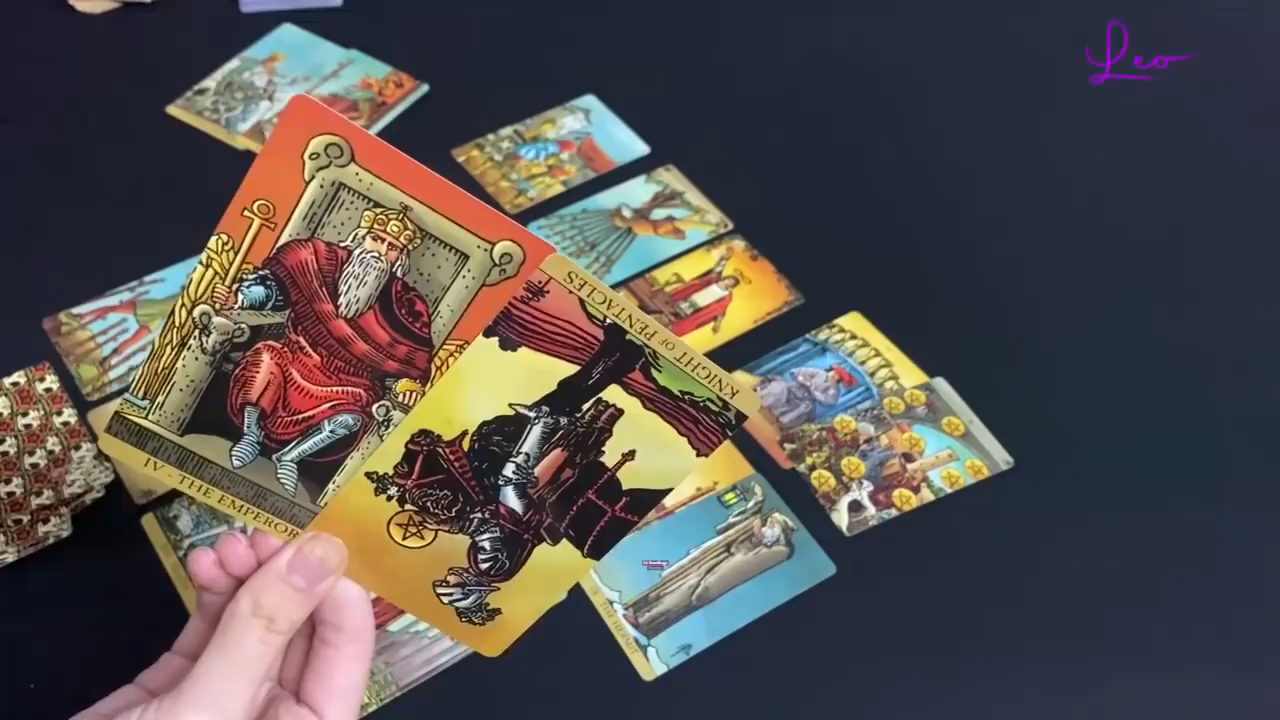 Leo
KNIGHT OF PENTACLES
IV - THE EMPEROR
THE HERMIT